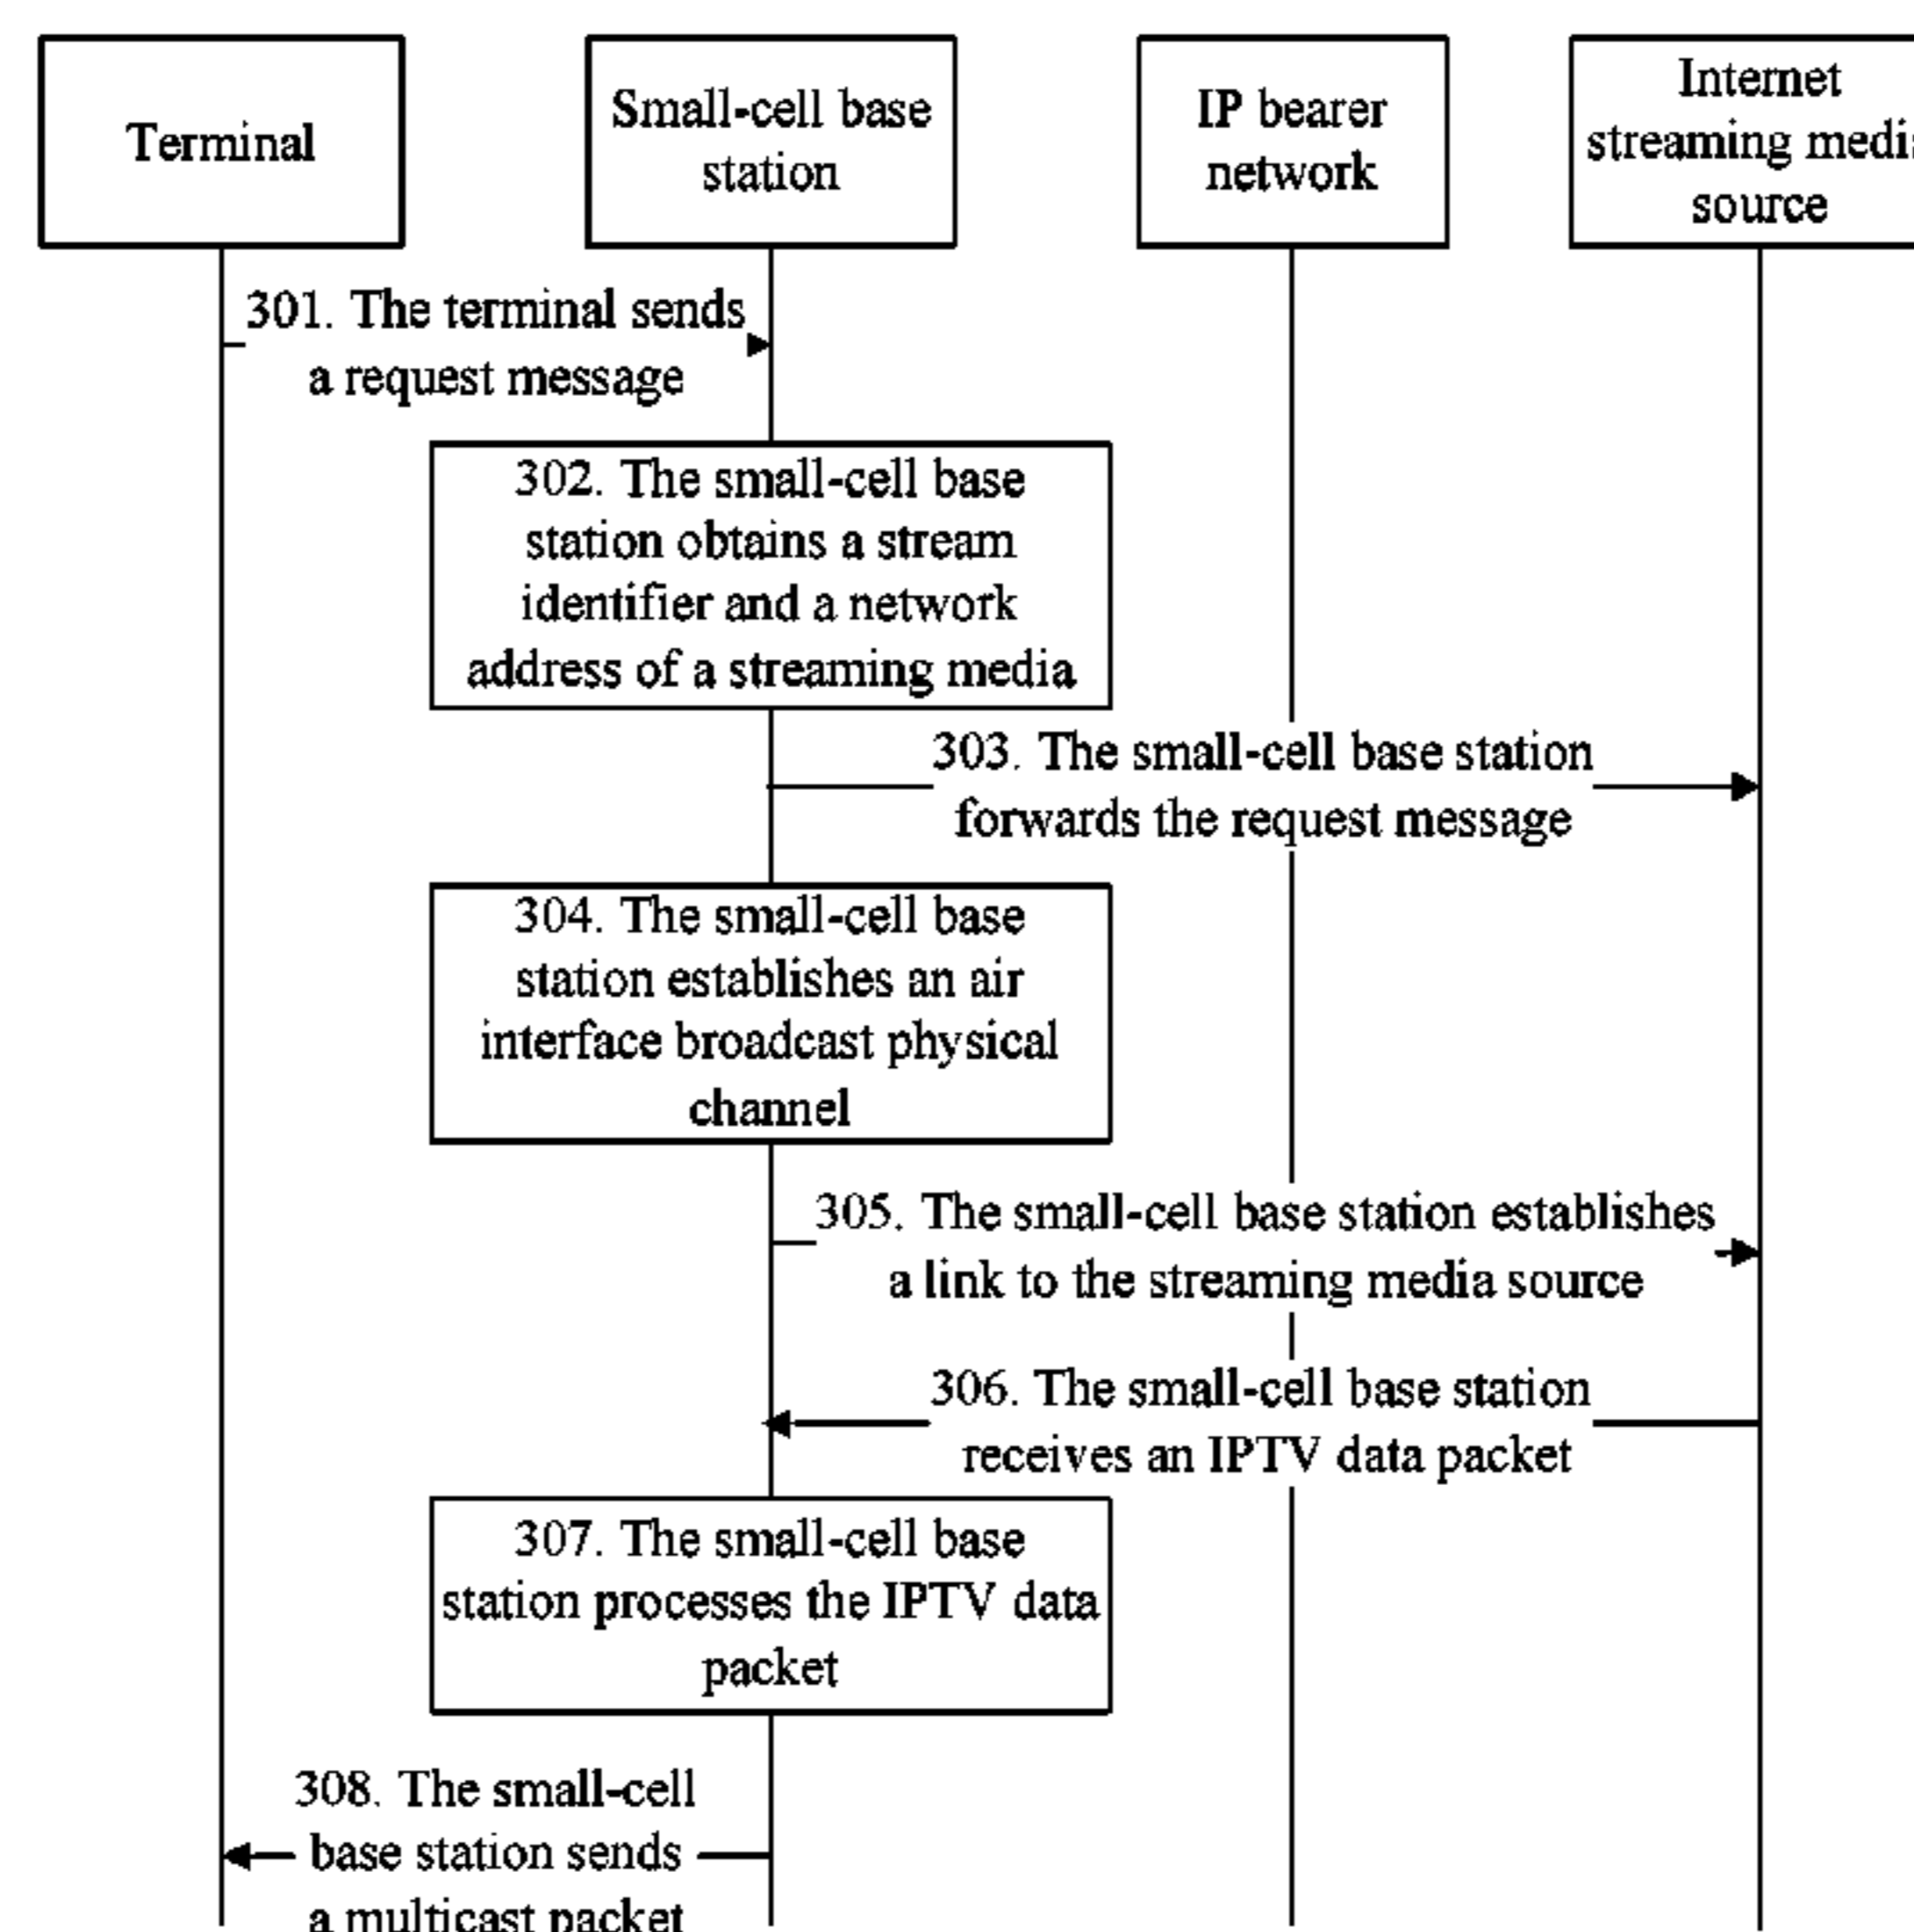 Terminal
Small-cell base
station
IP bearer
network
Internet
streaming media
source
301. The terminal sends
a request message
302. The small-cell base
station obtains a stream
identifier and a network
address of a streaming media
303. The small-cell base station
forwards the request message
304. The small-cell base
station establishes an air
interface broadcast physical
channel
305. The small-cell base station establishes
a link to the streaming media source
306. The small-cell base station
receives an IPTV data packet
307. The small-cell base
station processes the IPTV data
packet
308. The small-cell
base station sends
a multicast packet